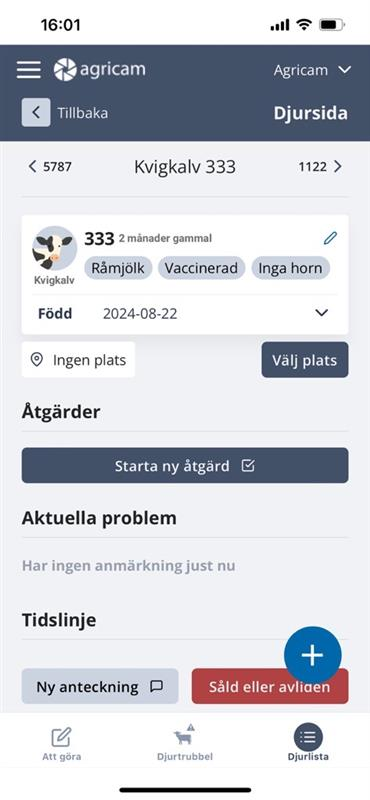 16:01
agricam
Agricam
Tillbaka
Djursida
5787
Kvigkalv 333
1122
333 2 månader gammal
Råmjölk Vaccinerad Inga horn
Kvigkalv
Född 2024-08-22
Ingen plats
Välj plats
Åtgärder
Starta ny åtgärd
Aktuella problem
Har ingen anmärkning just nu
Tidslinje
Ny anteckning
Såld eller avliden
Att göra
Djurtrubbel
Djurlista